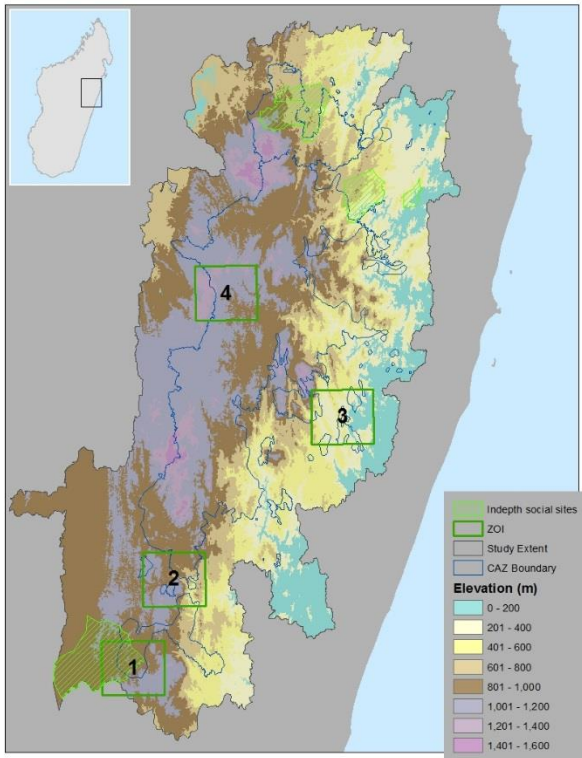 4
3
2
1
Indepth social sites
ZOI
Study Extent
CAZ Boundary
Elevation (m)
0 - 200
201 - 400
401 - 600
601 - 800
801 - 1,000
1,001 - 1,200
1,201 - 1,400
1,401 - 1,600